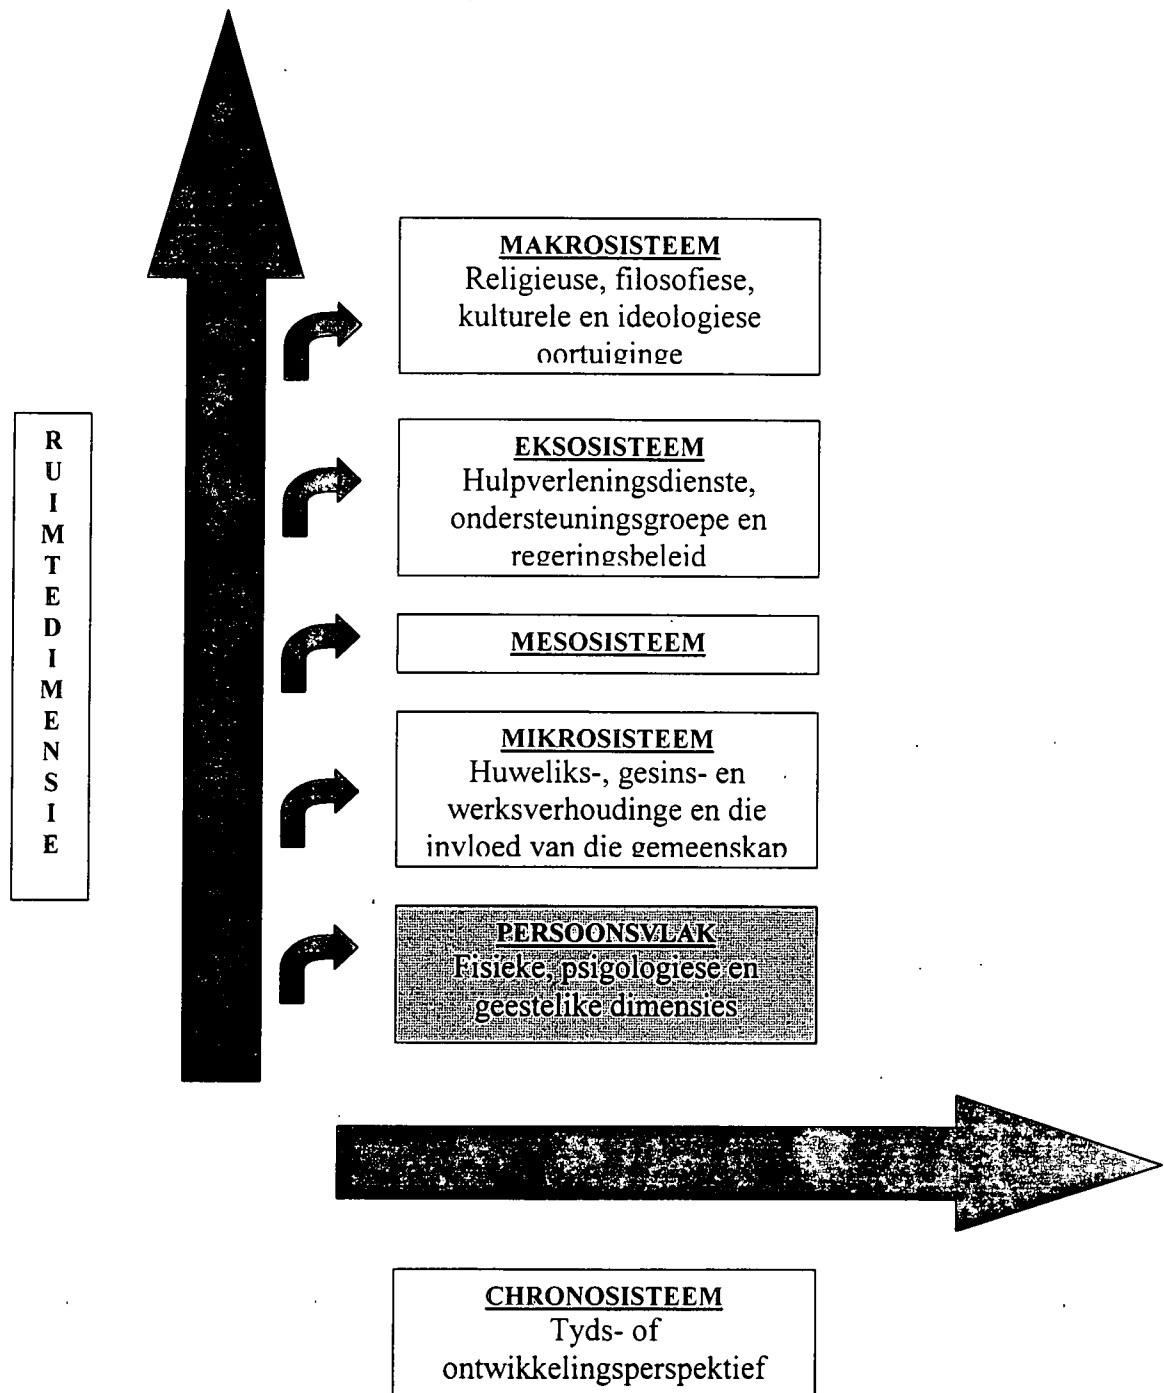 MAKROSISTEEM
Religieuse, filosofiese,
kulturele en ideologiese
oortuiginge
RUIMTEDIMENSIE
EKSOSISTEEM
Hulpverleningsdienste,
ondersteuningsgroepe en
regeringsbeleid
MESOSISTEEM
MIKROSISTEEM
Huweliks-, gesins- en
werksverhoudinge en die
invloed van die gemeenskap
PERSOONSVLAK
Fisieke, psigologiese en
geestelike dimensies
CHRONOSISTEEM
Tyds- of
ontwikkelingsperspektief